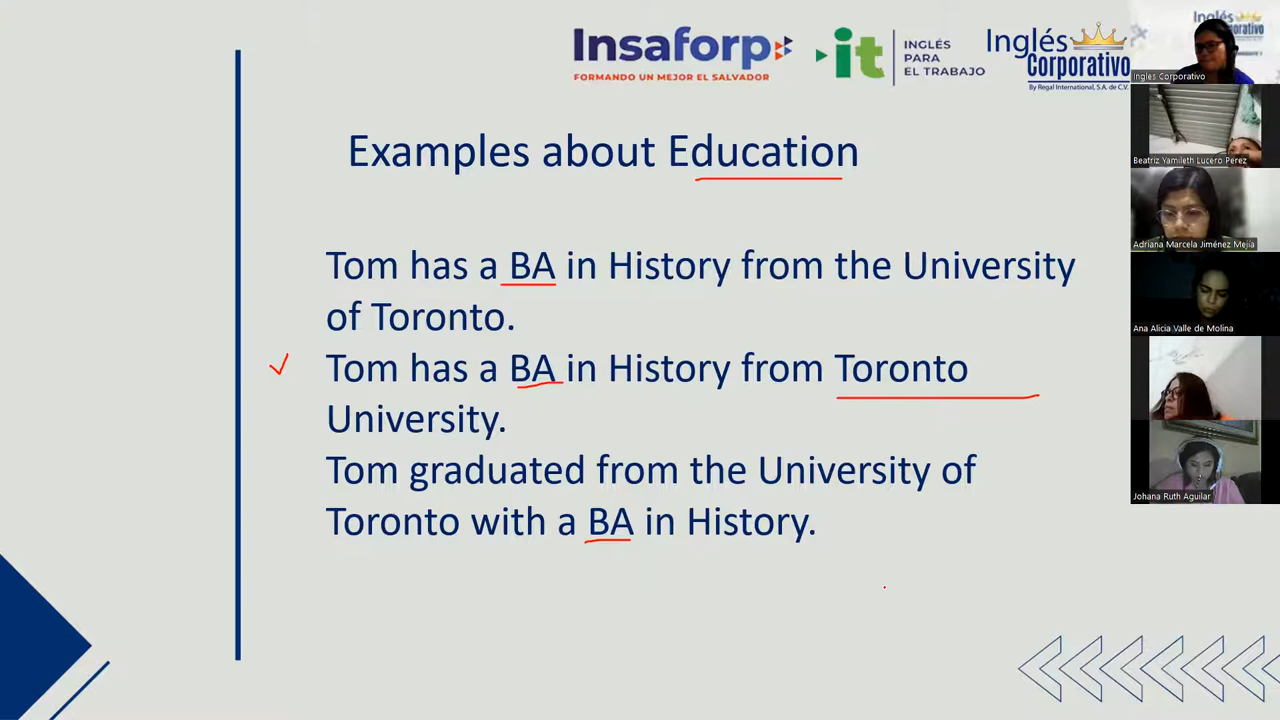 Insaforp
FORMANDO UN MEJOR EL SALVADOR
it
INGLÉS
PARA
EL TRABAJO
Inglés
Corporativo
By Regal International, S.A. de C.V.
Examples about Education
Tom has a BA in History from the University
of Toronto.
Tom has a BA in History from Toronto
University.
Tom graduated from the University of
Toronto with a BA in History.
Inglés
Corporativo
Ingles Corporativo
Beatriz Yamileth Lucero Perez
Adriana Marcela Jiménez Mejía
Ana Alicia Valle de Molina
Johana Ruth Aguilar